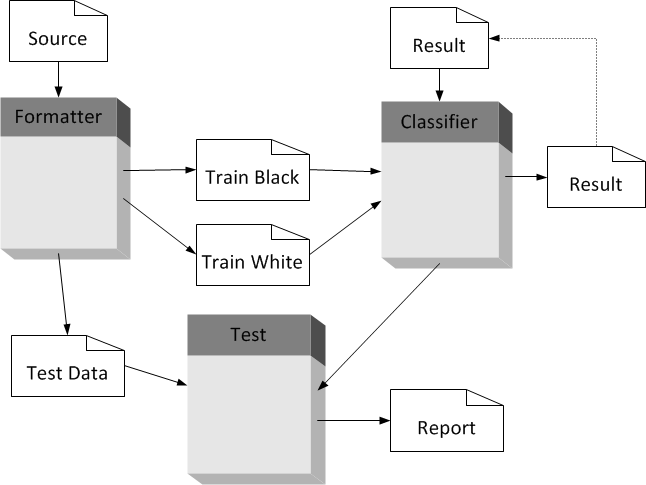 Source
Result
Formatter
Classifier
Train Black
Result
Train White
Test
Test Data
Report